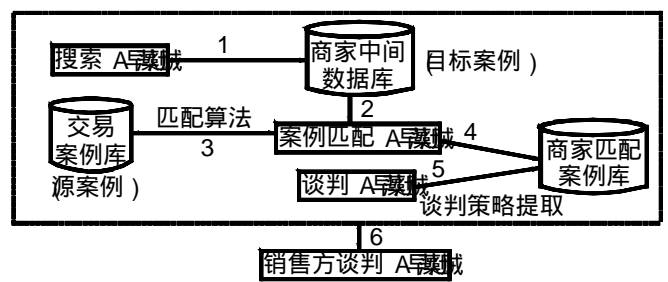 搜索 A
1
商家中间
数据库
(目标案例)
2
交易
案例库
(源案例)
匹配算法
3
案例匹配 A
4
商家匹配
案例库
谈判 A
5
谈判策略提取
6
销售方谈判 A